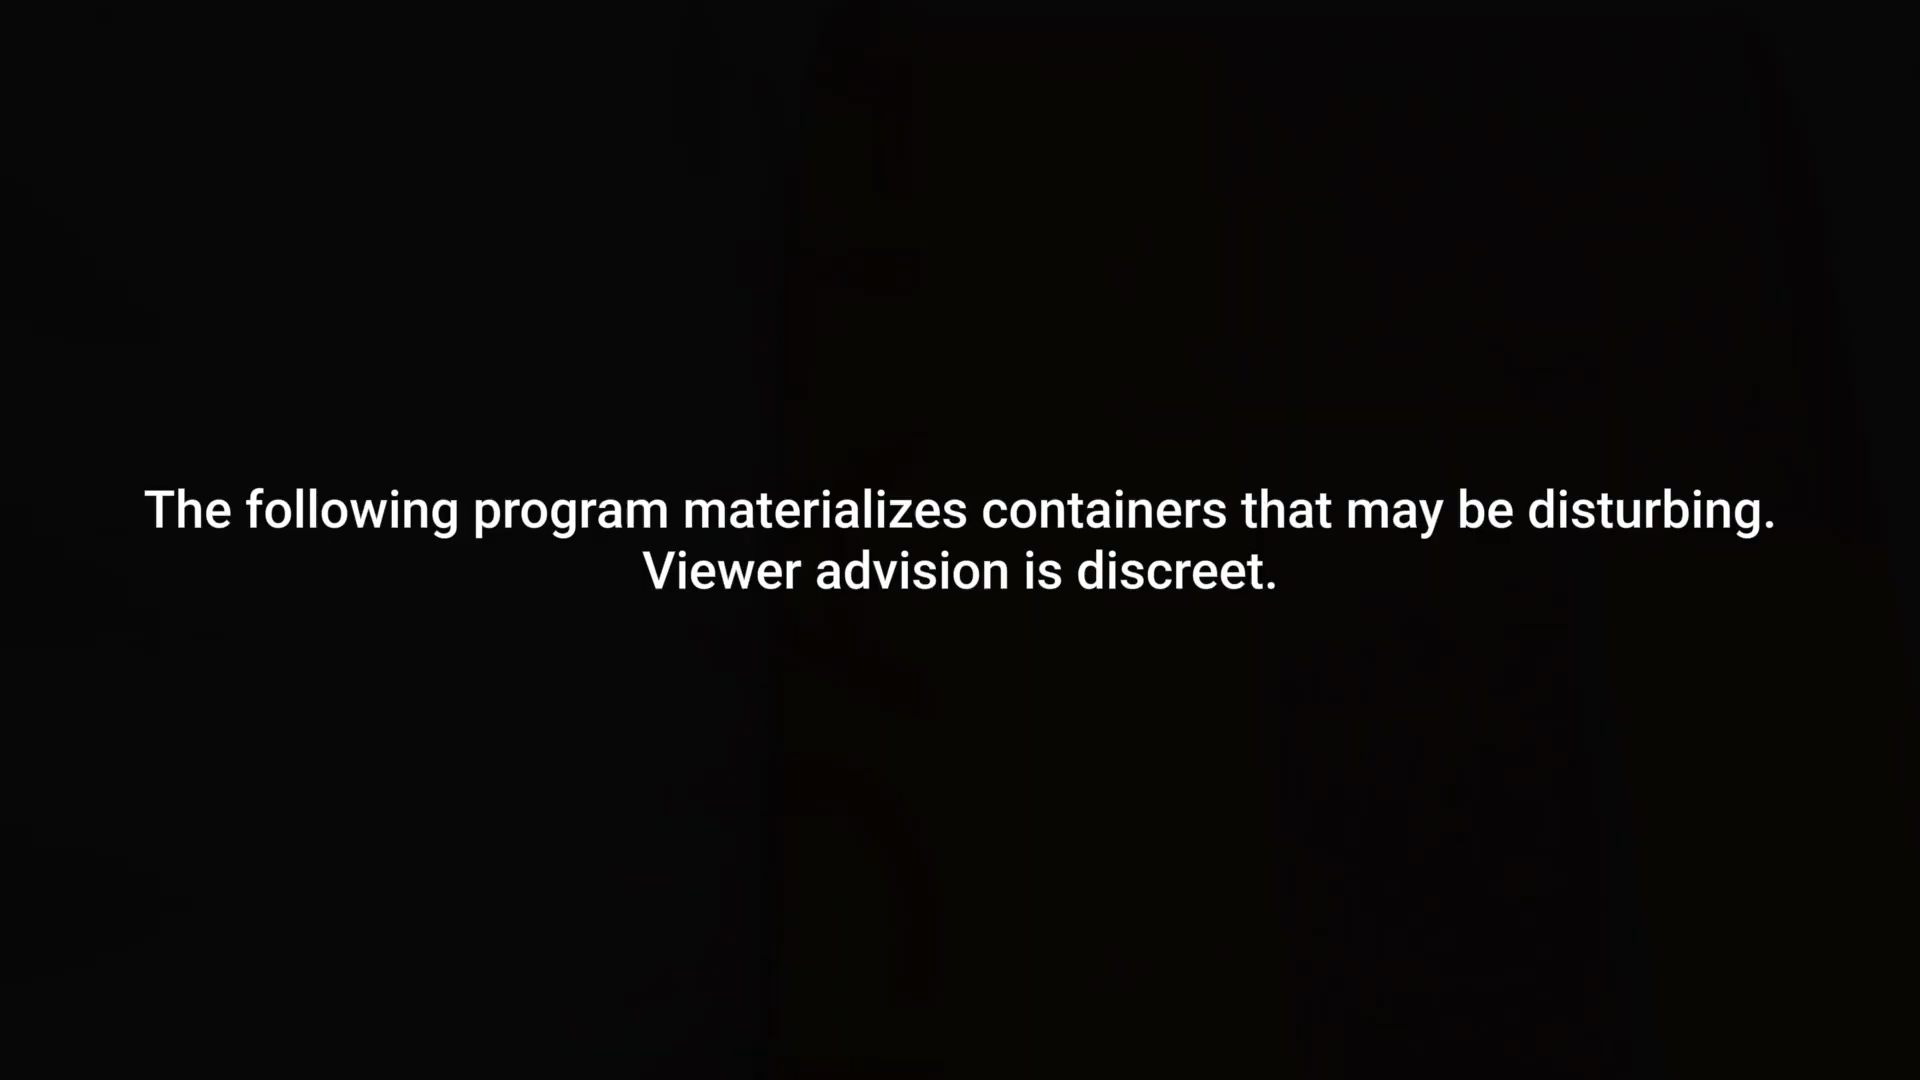 The following program materializes containers that may be disturbing.
Viewer advision is discreet.